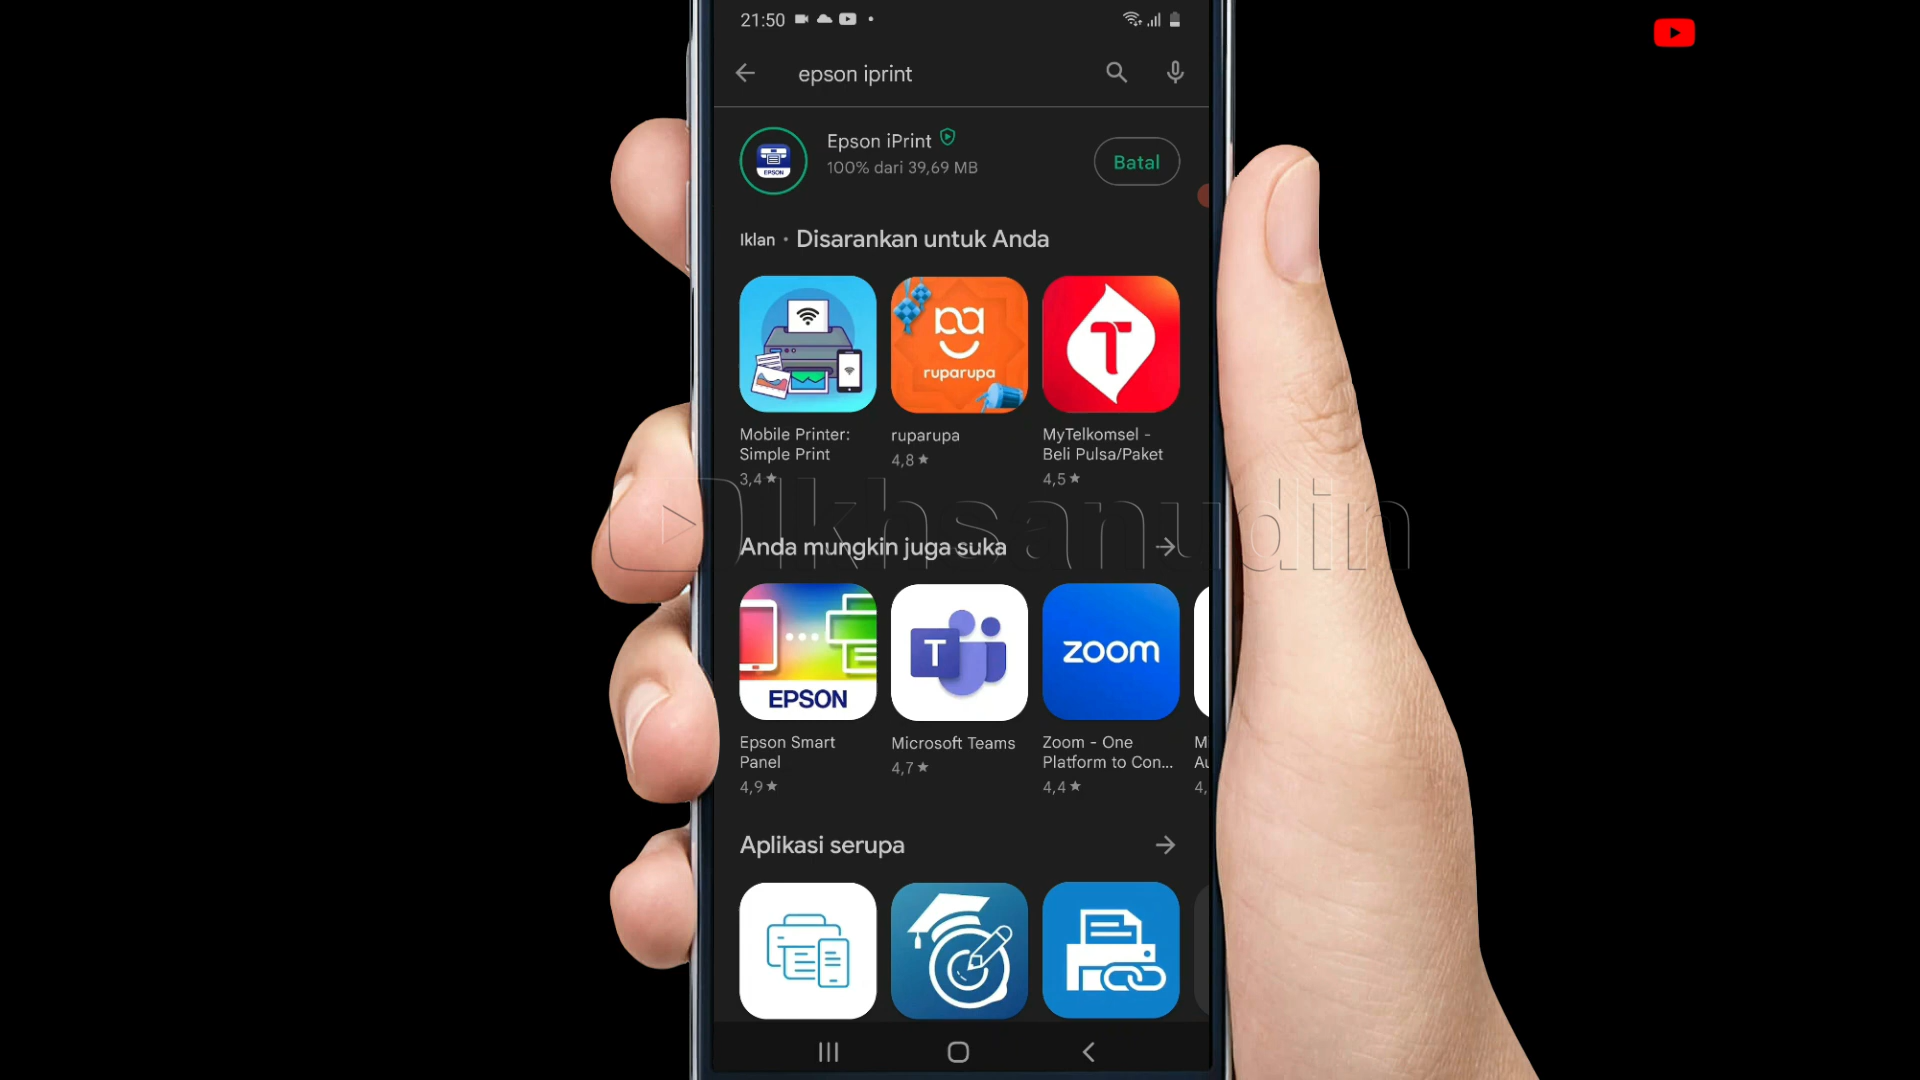 21:50
epson iprint
Epson iPrint
100% dari 39,69 MB
Batal
EPSON
Iklan • Disarankan untuk Anda
ruparupa
T
Mobile Printer:
Simple Print
3,4★
ruparupa
4,8★
MyTelkomsel -
Beli Pulsa/Paket
4,5★
Ikhsanudin
Anda mungkin juga suka
EPSON
T
zoom
Epson Smart
Panel
4,9★
Microsoft Teams
4,7★
Zoom - One
Platform to Con...
4,4★
4,
Aplikasi serupa